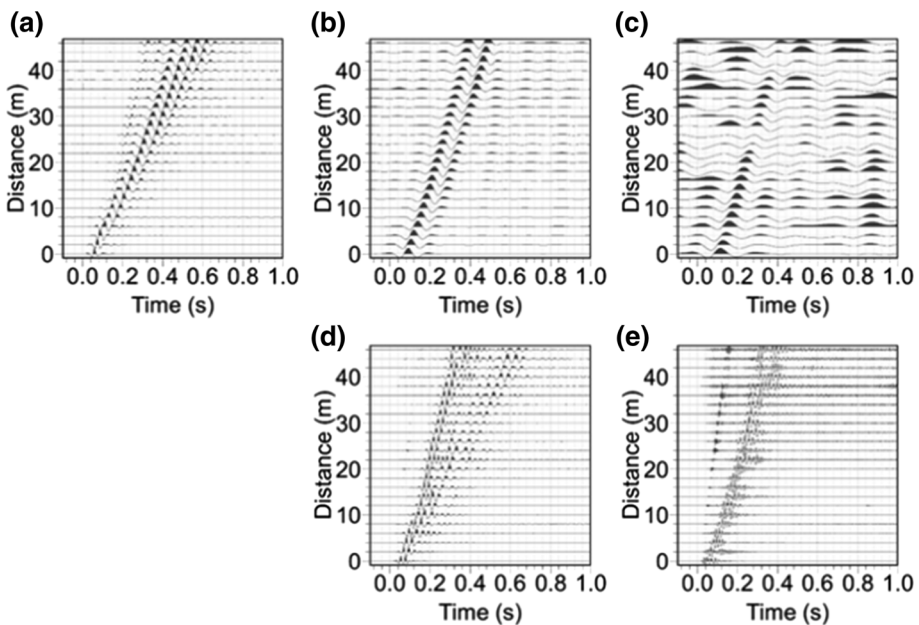 (a) (b) (c)
Distance (m) Distance (m) Distance (m)
40 40 40
30 30 30
20 20 20
10 10 10
0 0 0
0.0 0.2 0.4 0.6 0.8 1.0 0.0 0.2 0.4 0.6 0.8 1.0 0.0 0.2 0.4 0.6 0.8 1.0
Time (s) Time (s) Time (s)
(d) (e)
Distance (m) Distance (m)
40 40
30 30
20 20
10 10
0 0
0.0 0.2 0.4 0.6 0.8 1.0 0.0 0.2 0.4 0.6 0.8 1.0
Time (s) Time (s)